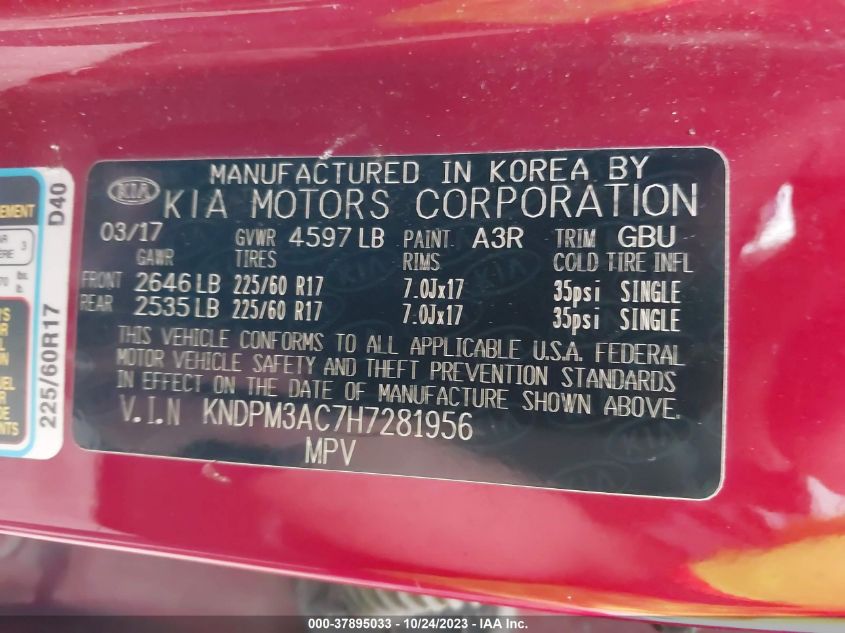 MANUFACTURED IN KOREA BY
KIA KIA MOTORS CORPORATION
03/17 GVWR 4597 LB PAINT A3R TRIM GBU
GAWR TIRES RIMS COLD TIRE INFL
FRONT 2646 LB 225/60 R17 7.0Jx17 35psi SINGLE
REAR 2535 LB 225/60 R17 7.0Jx17 35psi SINGLE
THIS VEHICLE CONFORMS TO ALL APPLICABLE U.S.A. FEDERAL
MOTOR VEHICLE SAFETY AND THEFT PREVENTION STANDARDS
IN EFFECT ON THE DATE OF MANUFACTURE SHOWN ABOVE.
V.I.N KNDPM3AC7H7281956
MPV
225/60R17 D40
000-37895033 - 10/24/2023 - IAA Inc.